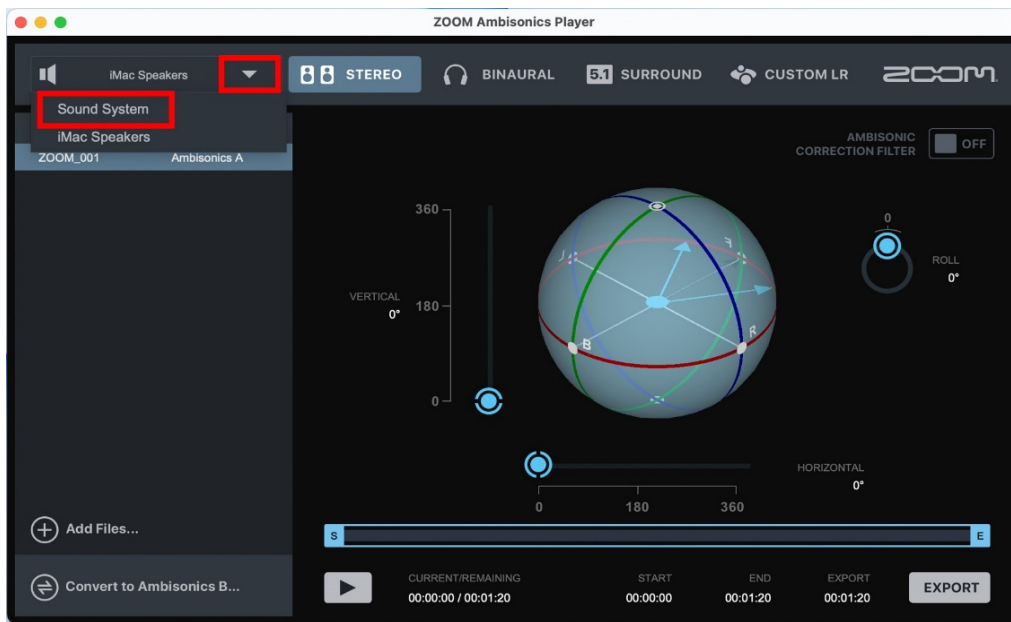 ZOOM Ambisonics Player
iMac Speakers
STEREO
BINAURAL
5.1 SURROUND
CUSTOM LR
ZOOM
Sound System
iMac Speakers
ZOOM_001 Ambisonics A
AMBISONIC
CORRECTION FILTER
OFF
360
180
0
VERTICAL
0°
L
F
B
R
0
ROLL
0°
HORIZONTAL
0°
0 180 360
Add Files...
S E
Convert to Ambisonics B...
CURRENT/REMAINING START END EXPORT
00:00:00 / 00:01:20 00:00:00 00:01:20 00:01:20
EXPORT